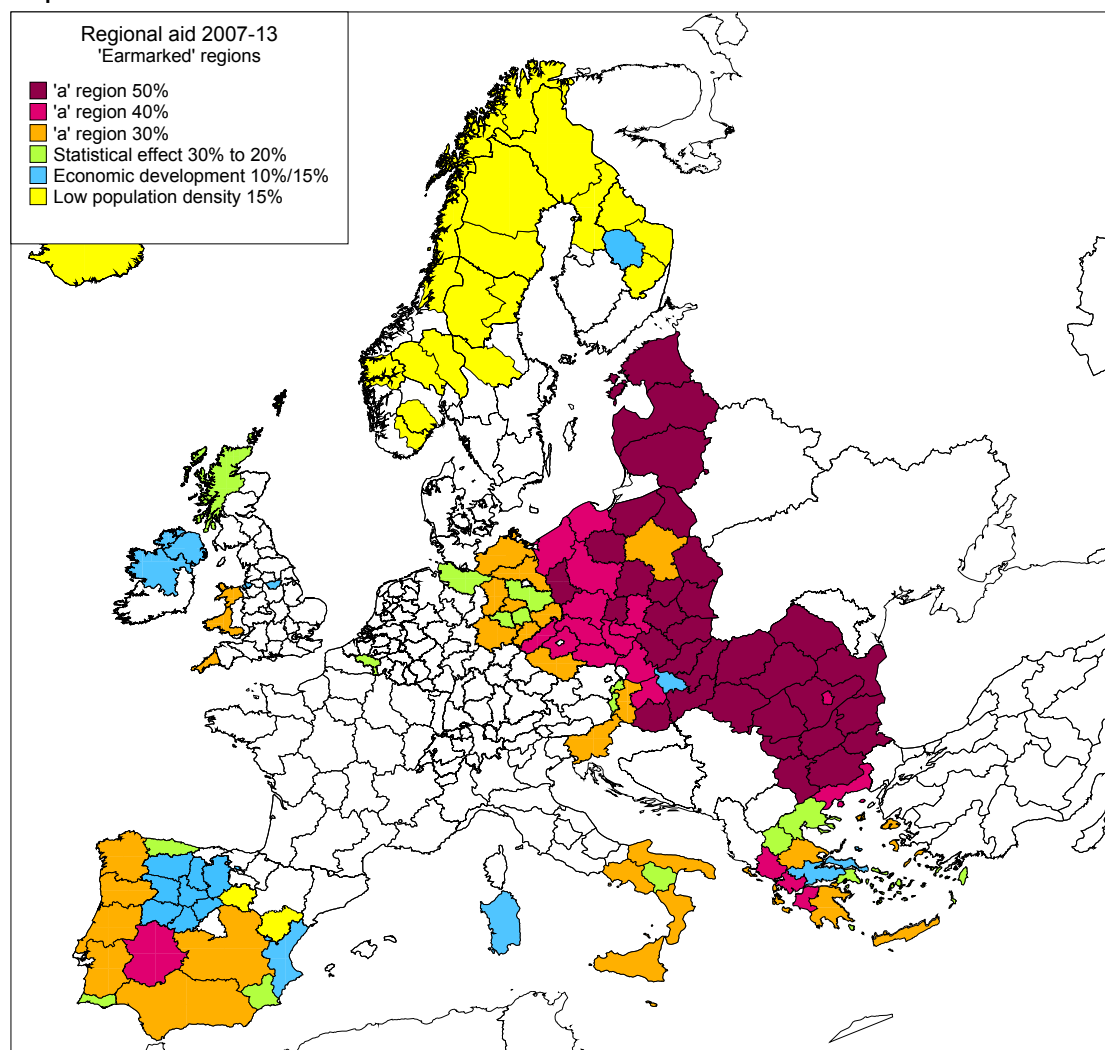 Regional aid 2007-13
'Earmarked' regions
'a' region 50%
'a' region 40%
'a' region 30%
Statistical effect 30% to 20%
Economic development 10%/15%
Low population density 15%